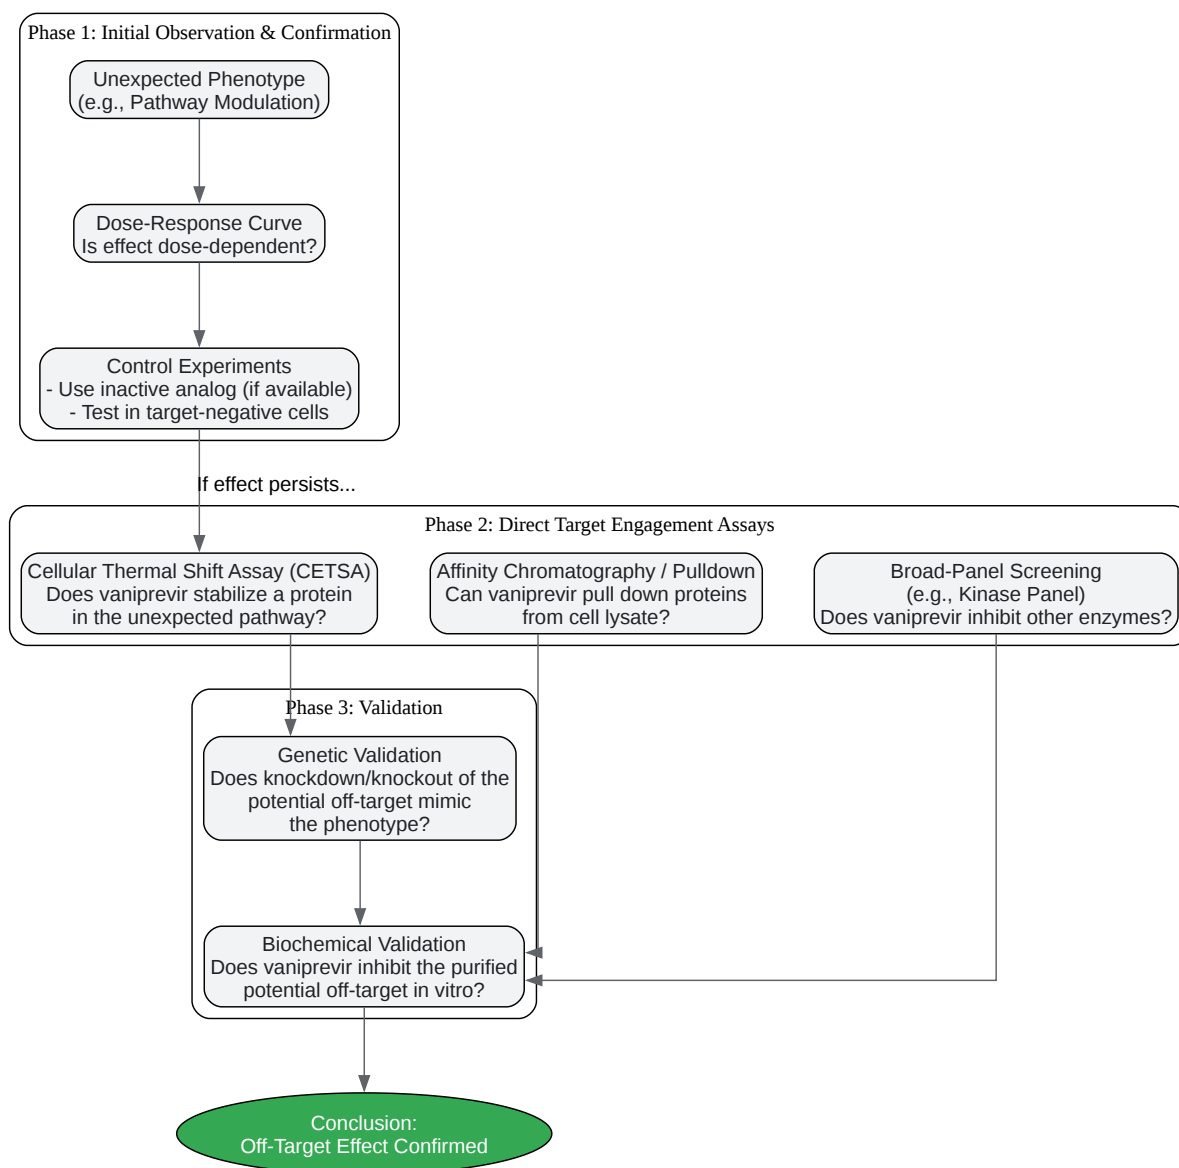 Phase 1: Initial Observation & Confirmation
Unexpected Phenotype
(e.g., Pathway Modulation)
Dose-Response Curve
Is effect dose-dependent?
Control Experiments
- Use inactive analog (if available)
- Test in target-negative cells
If effect persists...
Phase 2: Direct Target Engagement Assays
Cellular Thermal Shift Assay (CETSA)
Does vaniprevir stabilize a protein
in the unexpected pathway?
Affinity Chromatography / Pulldown
Can vaniprevir pull down proteins
from cell lysate?
Broad-Panel Screening
(e.g., Kinase Panel)
Does vaniprevir inhibit other enzymes?
Phase 3: Validation
Genetic Validation
Does knockdown/knockout of the
potential off-target mimic
the phenotype?
Biochemical Validation
Does vaniprevir inhibit the purified
potential off-target in vitro?
Conclusion:
Off-Target Effect Confirmed